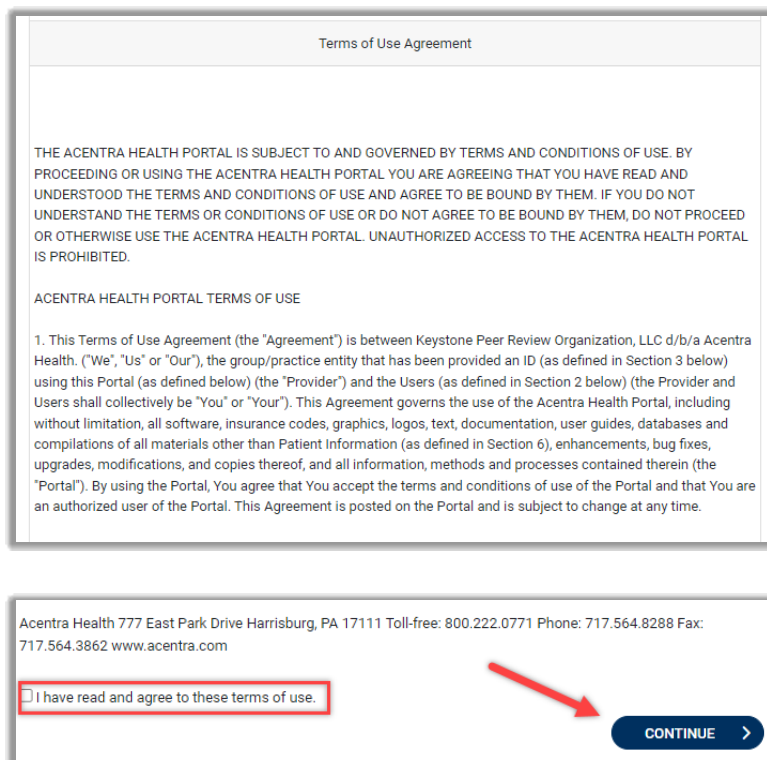 Terms of Use Agreement
THE ACENTRA HEALTH PORTAL IS SUBJECT TO AND GOVERNED BY TERMS AND CONDITIONS OF USE. BY
PROCEEDING OR USING THE ACENTRA HEALTH PORTAL YOU ARE AGREEING THAT YOU HAVE READ AND
UNDERSTOOD THE TERMS AND CONDITIONS OF USE AND AGREE TO BE BOUND BY THEM. IF YOU DO NOT
UNDERSTAND THE TERMS OR CONDITIONS OF USE OR DO NOT AGREE TO BE BOUND BY THEM, DO NOT PROCEED
OR OTHERWISE USE THE ACENTRA HEALTH PORTAL. UNAUTHORIZED ACCESS TO THE ACENTRA HEALTH PORTAL
IS PROHIBITED.
ACENTRA HEALTH PORTAL TERMS OF USE
1. This Terms of Use Agreement (the "Agreement") is between Keystone Peer Review Organization, LLC d/b/a Acentra
Health. ("We", "Us" or "Our"), the group/practice entity that has been provided an ID (as defined in Section 3 below)
using this Portal (as defined below) (the "Provider") and the Users (as defined in Section 2 below) (the Provider and
Users shall collectively be "You" or "Your"). This Agreement governs the use of the Acentra Health Portal, including
without limitation, all software, insurance codes, graphics, logos, text, documentation, user guides, databases and
compilations of all materials other than Patient Information (as defined in Section 6), enhancements, bug fixes,
upgrades, modifications, and copies thereof, and all information, methods and processes contained therein (the
"Portal"). By using the Portal, You agree that You accept the terms and conditions of use of the Portal and that You are
an authorized user of the Portal. This Agreement is posted on the Portal and is subject to change at any time.
Acentra Health 777 East Park Drive Harrisburg, PA 17111 Toll-free: 800.222.0771 Phone: 717.564.8288 Fax:
717.564.3862 www.acentra.com
I have read and agree to these terms of use.
CONTINUE